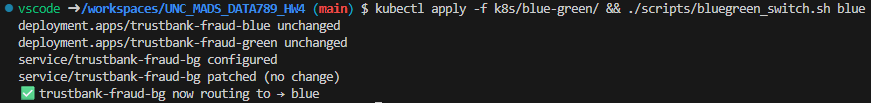 vscode ➜ /workspaces/UNC_MADS_DATA789_HW4 (main) $ kubectl apply -f k8s/blue-green/ && ./scripts/bluegreen_switch.sh blue
deployment.apps/trustbank-fraud-blue unchanged
deployment.apps/trustbank-fraud-green unchanged
service/trustbank-fraud-bg configured
service/trustbank-fraud-bg patched (no change)
✅ trustbank-fraud-bg now routing to → blue